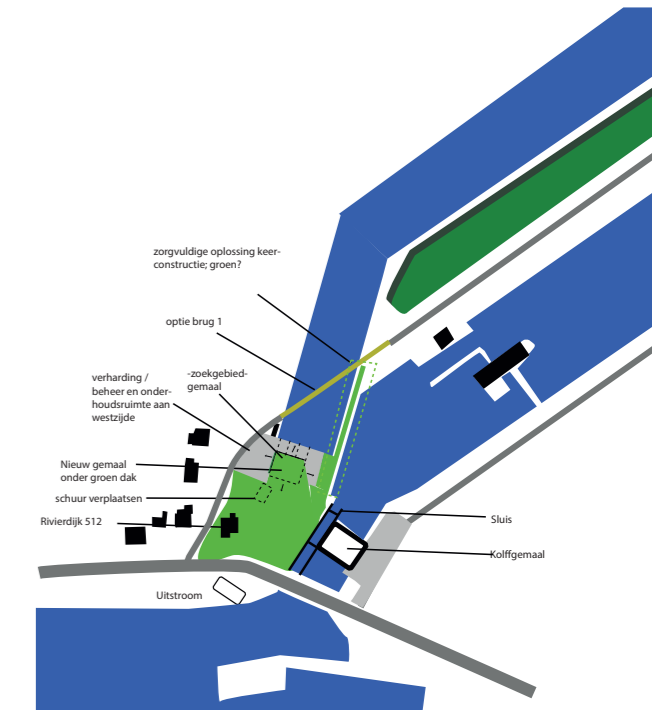 zorgvuldige oplossing keer-
constructie; groen?
optie brug 1
-zoekgebied-
gemaal
verharding /
beheer en onder-
houdsruimte aan
westzijde
Nieuw gemaal
onder groen dak
schuur verplaatsen
Rivierdijk 512
Sluis
Kolffgemaal
Uitstroom